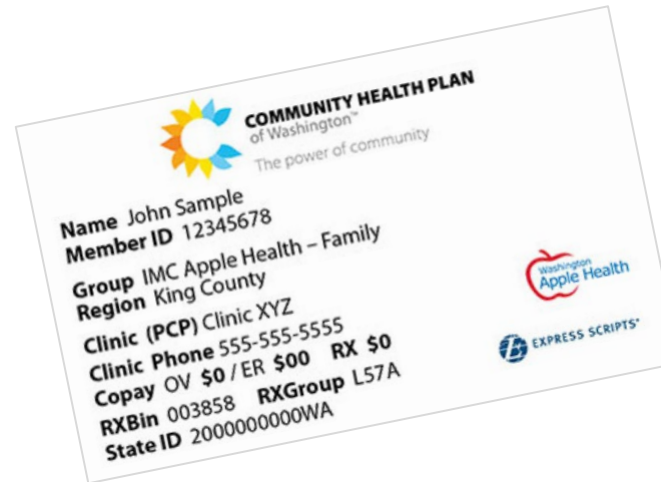 COMMUNITY HEALTH PLAN
of Washington™
The power of community
Name John Sample
Member ID 12345678
Group IMC Apple Health – Family
Region King County
Clinic (PCP) Clinic XYZ
Clinic Phone 555-555-5555
Copay OV $0 / ER $00 RX $0
RXBin 003858 RXGroup L57A
State ID 2000000000WA
Washington
Apple Health
EXPRESS SCRIPTS®